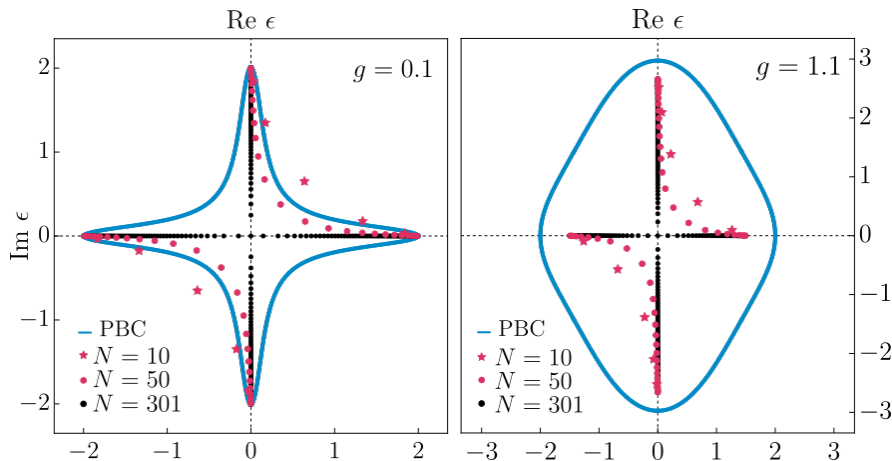 Re ϵ
Re ϵ
g = 0.1
g = 1.1
Im ϵ
2
1
0
−1
−2
3
2
1
0
−1
−2
−3
PBC
N = 10
N = 50
N = 301
PBC
N = 10
N = 50
N = 301
−2 −1 0 1 2
−3 −2 −1 0 1 2 3